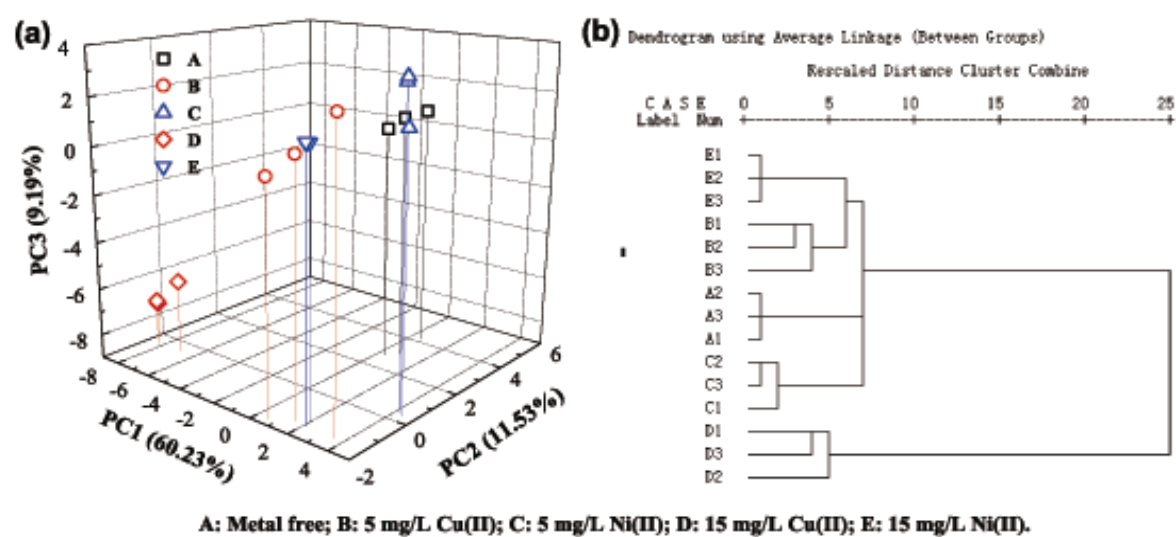 (a)
4
2
0
-2
-4
-6
-8
PC3 (9.19%)
A
B
C
D
E
-8
-6
-4
-2
0
2
4
PC1 (60.23%)
-2
0
2
4
6
PC2 (11.53%)
(b)
Dendrogram using Average Linkage (Between Groups)
Rescaled Distance Cluster Combine
C A S E 0 5 10 15 20 25
Label Num
E1
E2
E3
B1
B2
B3
A2
A3
A1
C2
C3
C1
D1
D3
D2
A: Metal free; B: 5 mg/L Cu(II); C: 5 mg/L Ni(II); D: 15 mg/L Cu(II); E: 15 mg/L Ni(II).